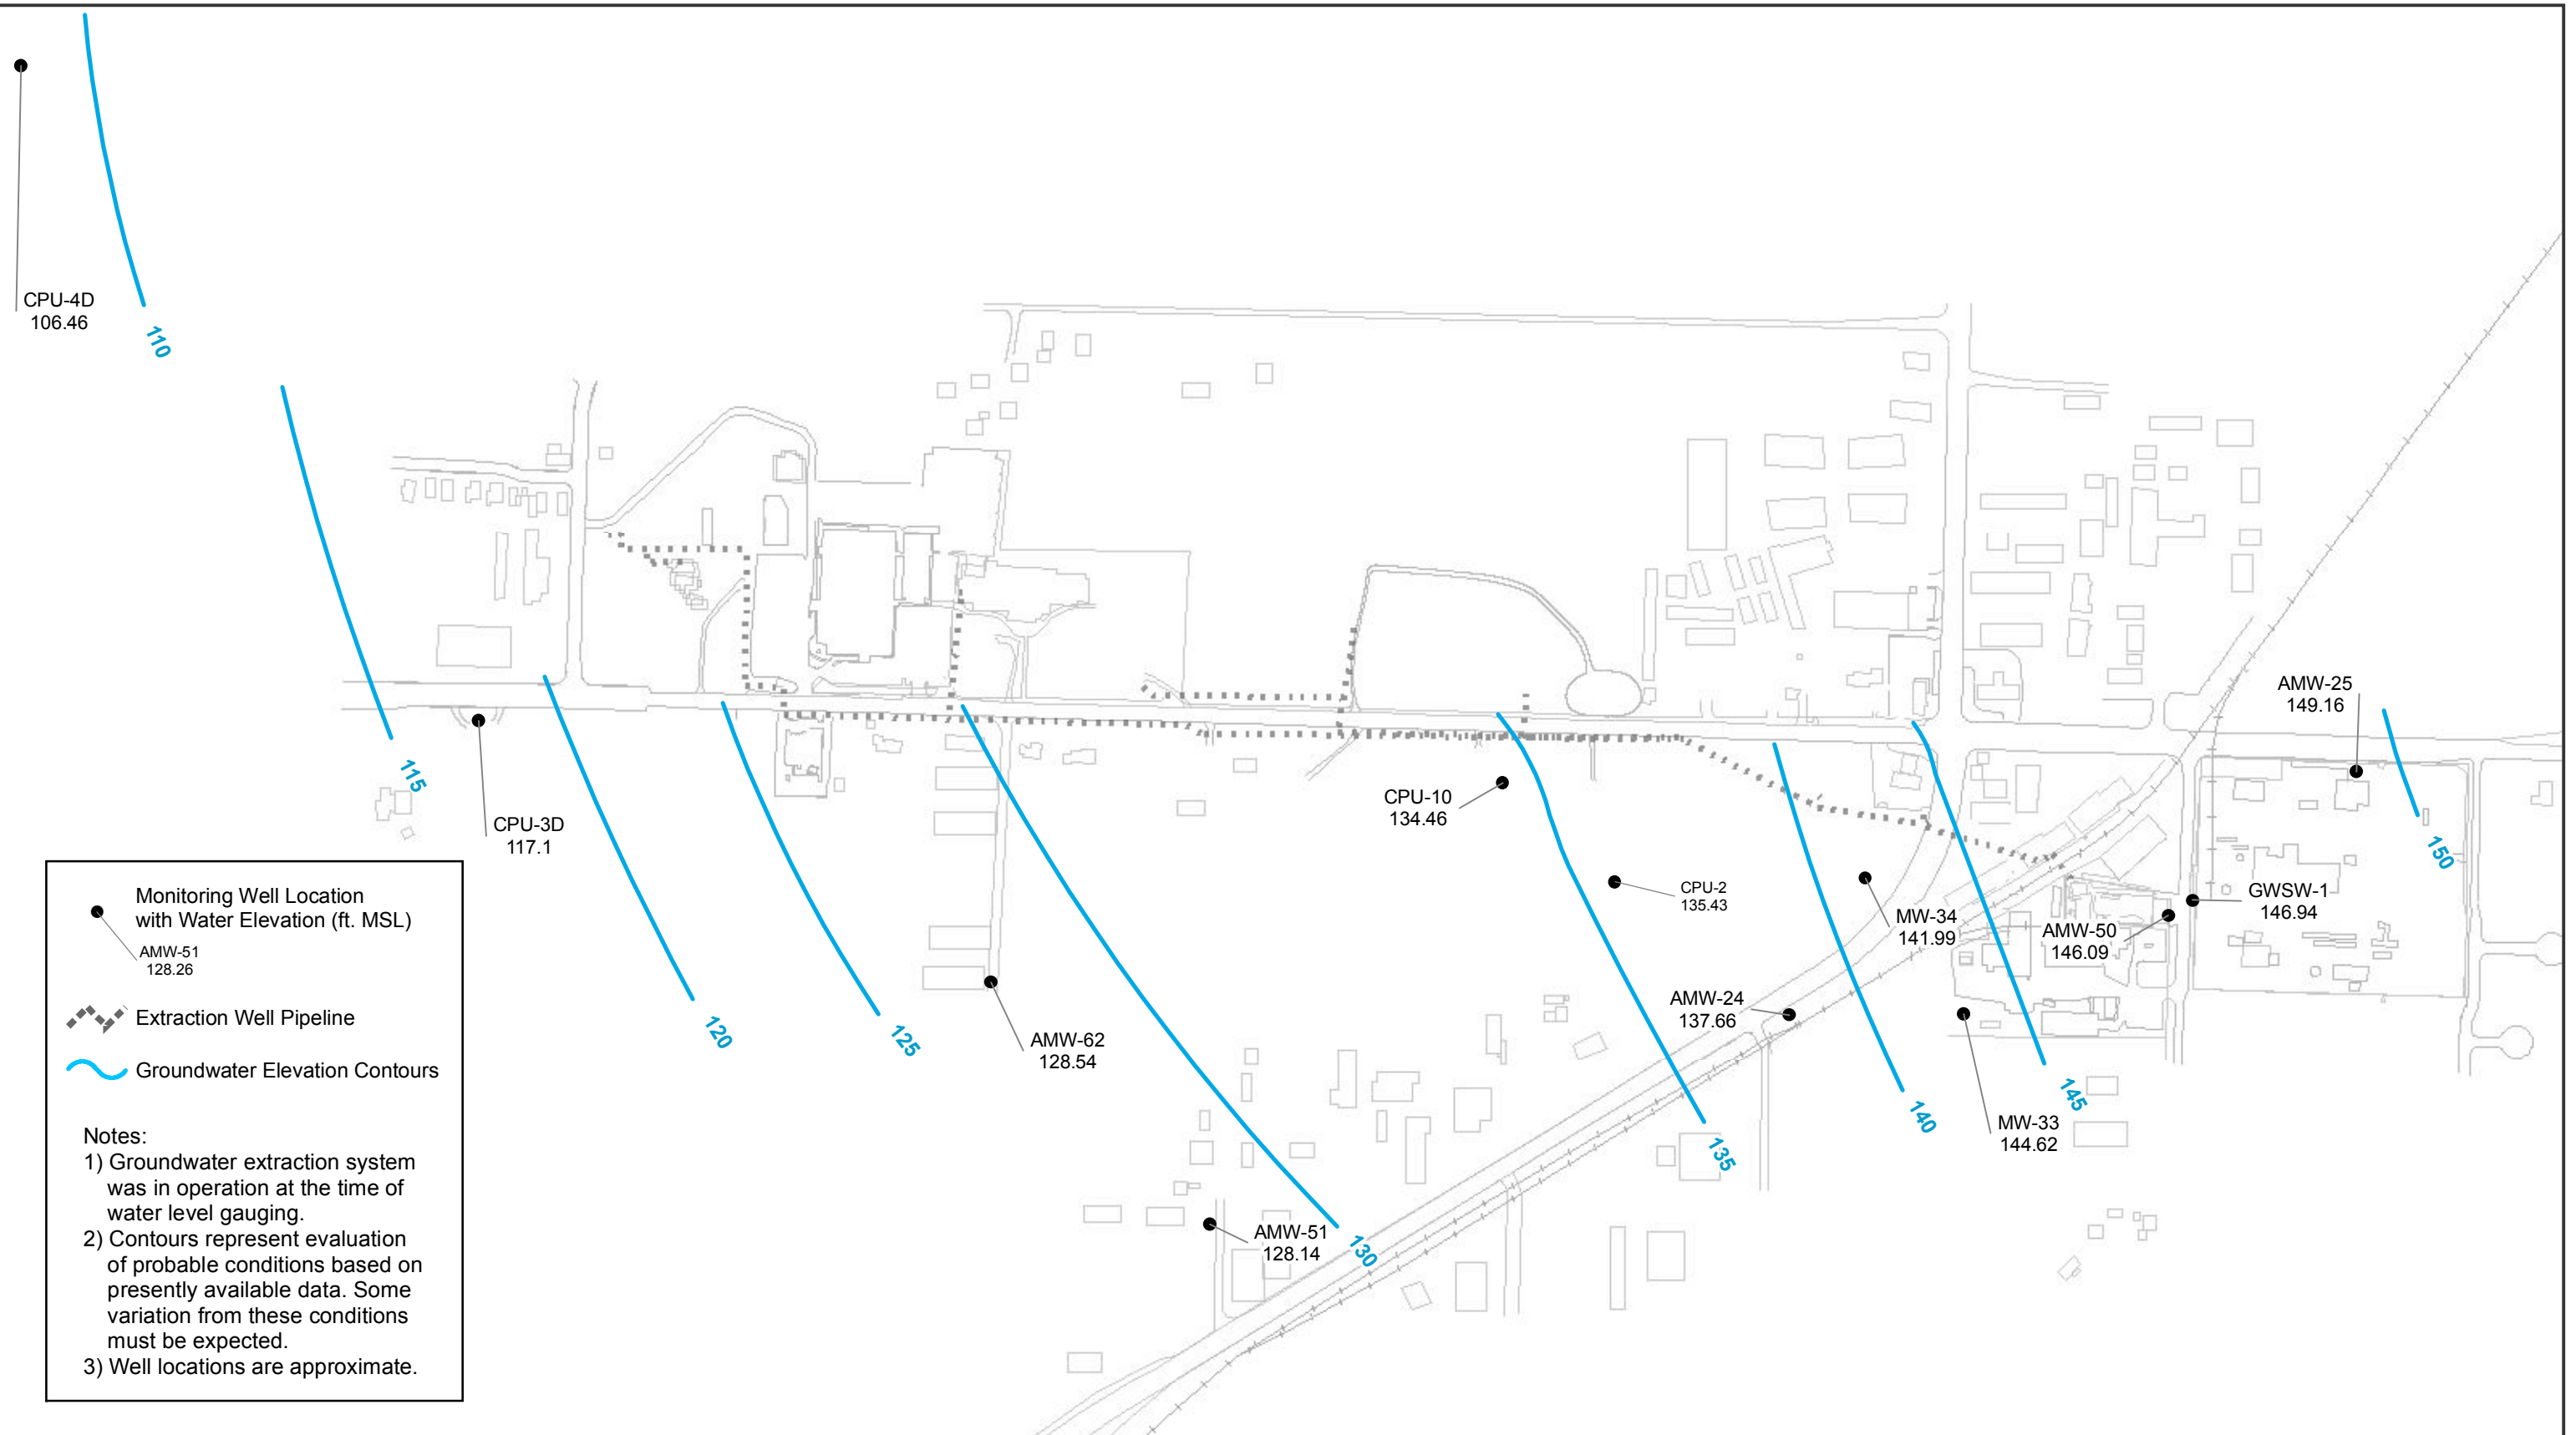 CPU-4D
106.46
110
115
CPU-3D
117.1
120
125
AMW-62
128.54
AMW-51
128.14
130
CPU-10
134.46
CPU-2
135.43
AMW-24
137.66
135
MW-34
141.99
140
MW-33
144.62
145
AMW-50
146.09
GWSW-1
146.94
AMW-25
149.16
150
Monitoring Well Location
with Water Elevation (ft. MSL)
AMW-51
128.26
Extraction Well Pipeline
Groundwater Elevation Contours
Notes:
1) Groundwater extraction system
was in operation at the time of
water level gauging.
2) Contours represent evaluation
of probable conditions based on
presently available data. Some
variation from these conditions
must be expected.
3) Well locations are approximate.